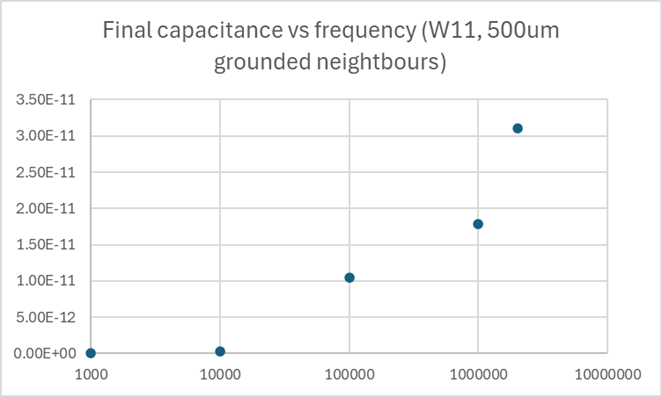 Final capacitance vs frequency (W11, 500um
grounded neighbours)
3.50E-11
3.00E-11
2.50E-11
2.00E-11
1.50E-11
1.00E-11
5.00E-12
0.00E+00
1000 10000 100000 1000000 10000000